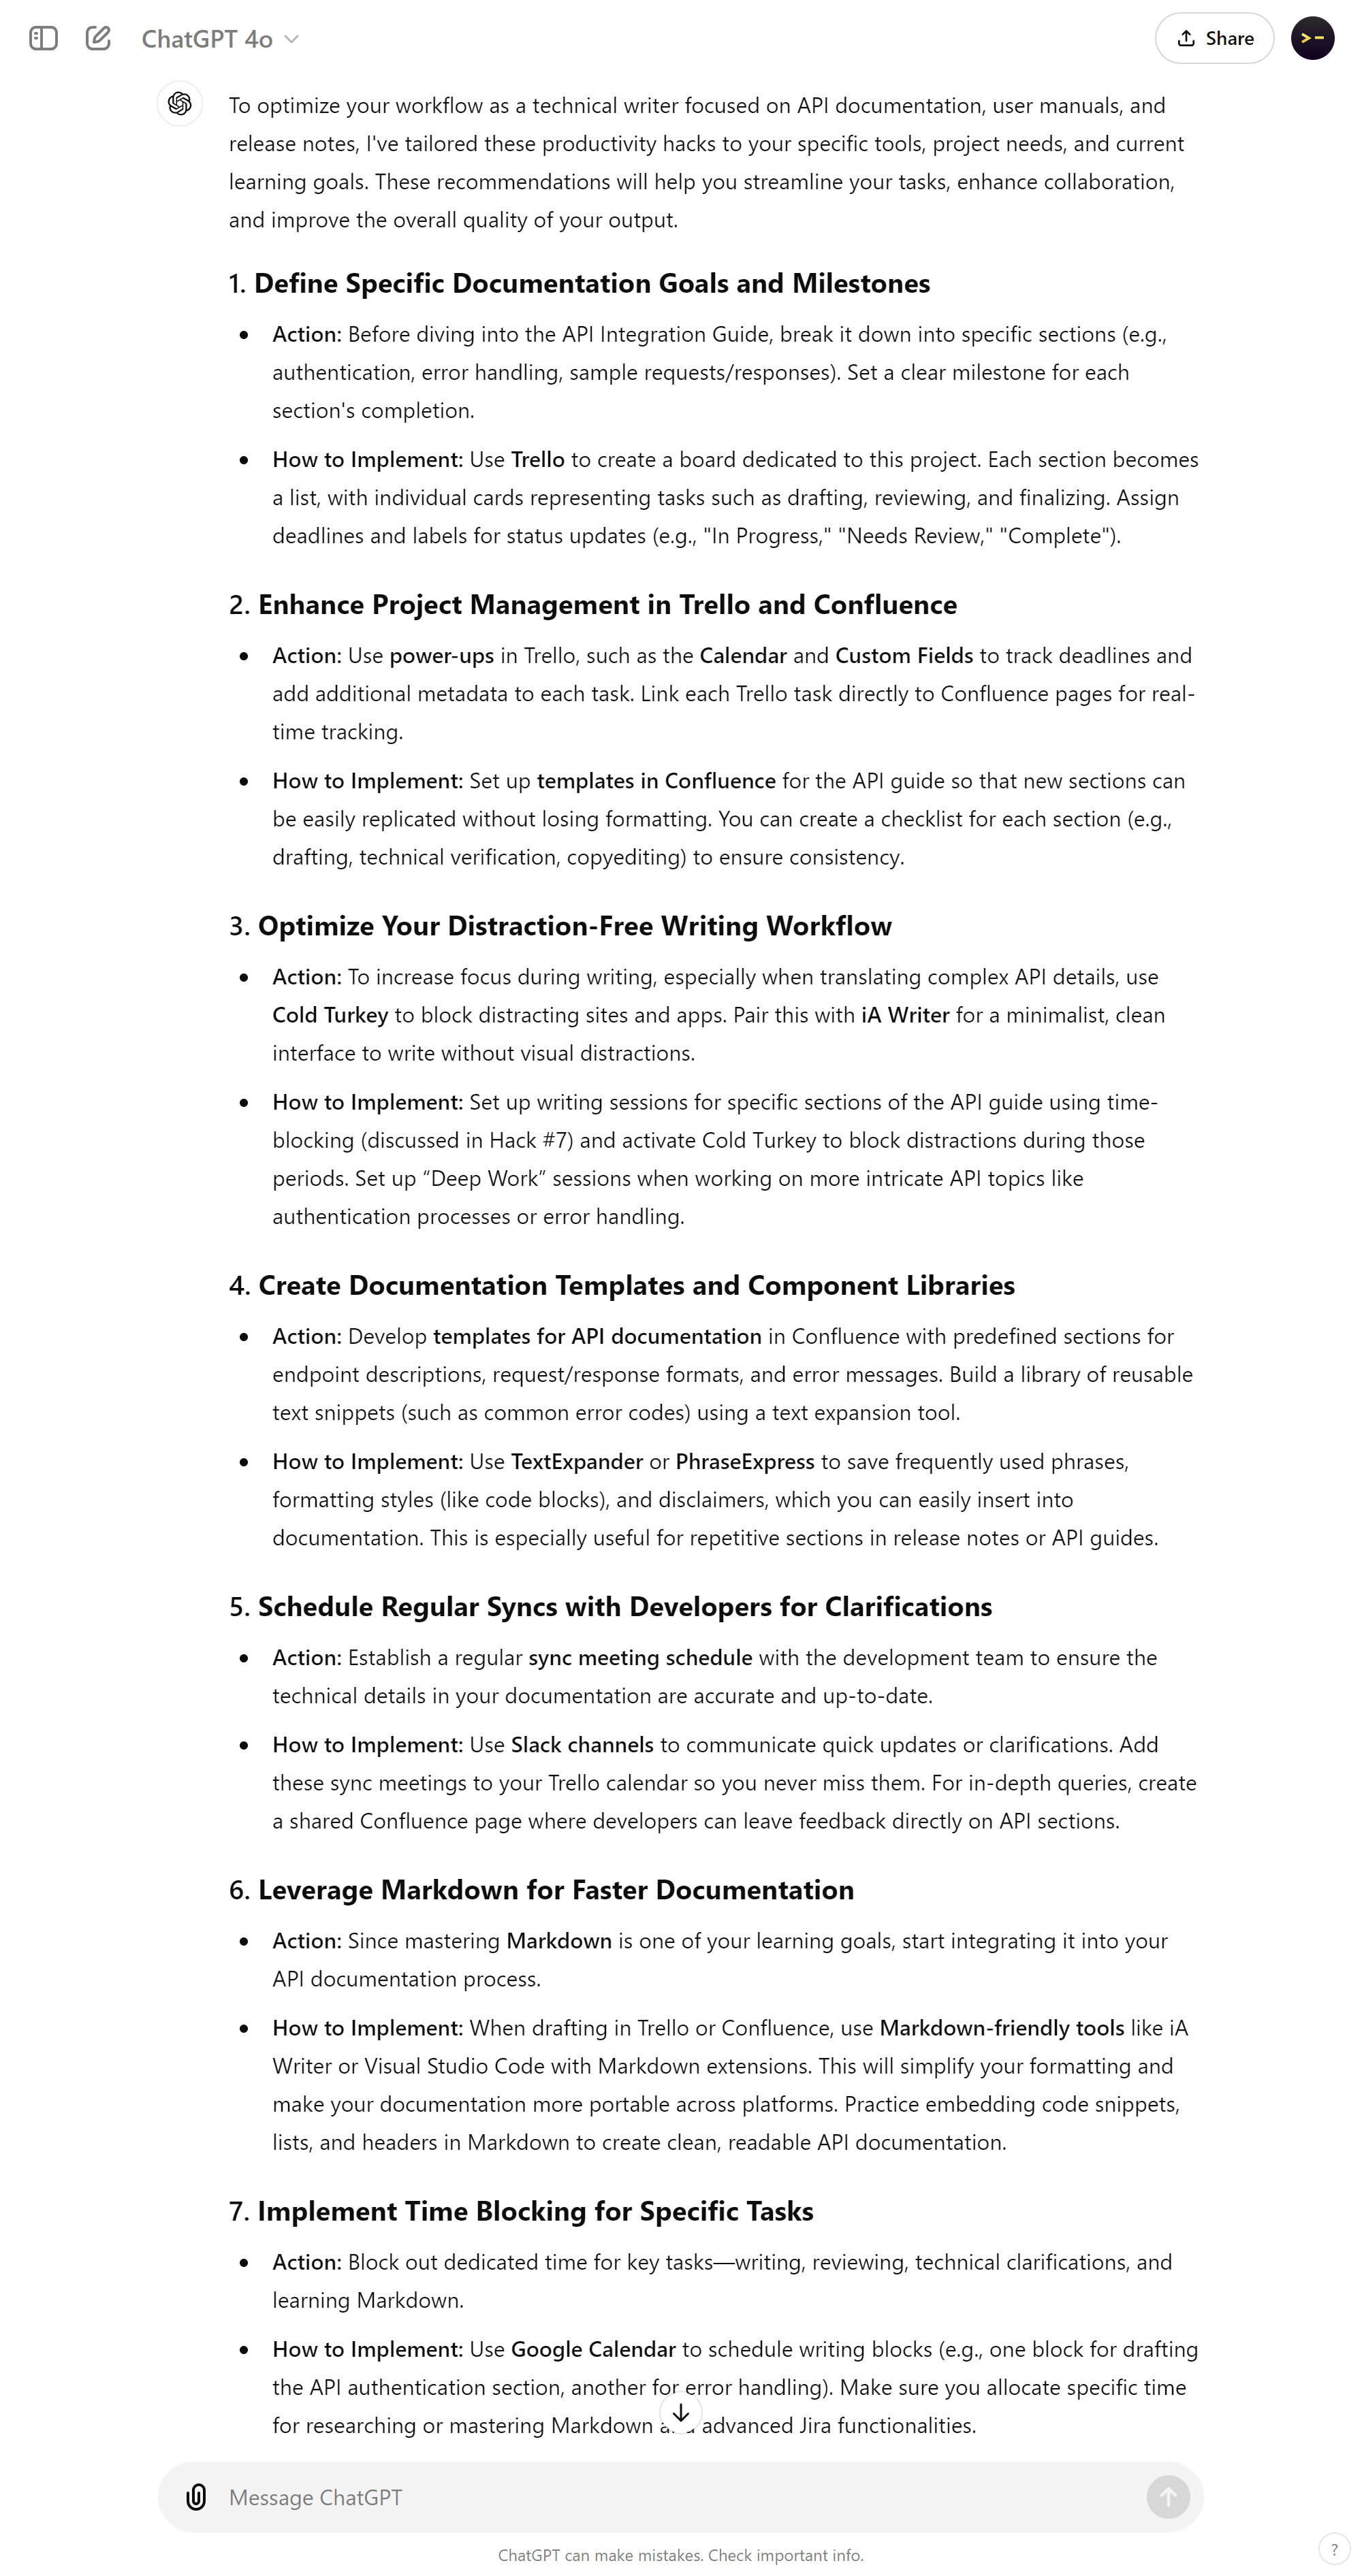 ChatGPT 4o
Share
To optimize your workflow as a technical writer focused on API documentation, user manuals, and
release notes, I've tailored these productivity hacks to your specific tools, project needs, and current
learning goals. These recommendations will help you streamline your tasks, enhance collaboration,
and improve the overall quality of your output.
1. Define Specific Documentation Goals and Milestones
• Action: Before diving into the API Integration Guide, break it down into specific sections (e.g.,
authentication, error handling, sample requests/responses). Set a clear milestone for each
section's completion.
• How to Implement: Use Trello to create a board dedicated to this project. Each section becomes
a list, with individual cards representing tasks such as drafting, reviewing, and finalizing. Assign
deadlines and labels for status updates (e.g., "In Progress," "Needs Review," "Complete").
2. Enhance Project Management in Trello and Confluence
• Action: Use power-ups in Trello, such as the Calendar and Custom Fields to track deadlines and
add additional metadata to each task. Link each Trello task directly to Confluence pages for real-
time tracking.
• How to Implement: Set up templates in Confluence for the API guide so that new sections can
be easily replicated without losing formatting. You can create a checklist for each section (e.g.,
drafting, technical verification, copyediting) to ensure consistency.
3. Optimize Your Distraction-Free Writing Workflow
• Action: To increase focus during writing, especially when translating complex API details, use
Cold Turkey to block distracting sites and apps. Pair this with iA Writer for a minimalist, clean
interface to write without visual distractions.
• How to Implement: Set up writing sessions for specific sections of the API guide using time-
blocking (discussed in Hack #7) and activate Cold Turkey to block distractions during those
periods. Set up “Deep Work” sessions when working on more intricate API topics like
authentication processes or error handling.
4. Create Documentation Templates and Component Libraries
• Action: Develop templates for API documentation in Confluence with predefined sections for
endpoint descriptions, request/response formats, and error messages. Build a library of reusable
text snippets (such as common error codes) using a text expansion tool.
• How to Implement: Use TextExpander or PhraseExpress to save frequently used phrases,
formatting styles (like code blocks), and disclaimers, which you can easily insert into
documentation. This is especially useful for repetitive sections in release notes or API guides.
5. Schedule Regular Syncs with Developers for Clarifications
• Action: Establish a regular sync meeting schedule with the development team to ensure the
technical details in your documentation are accurate and up-to-date.
• How to Implement: Use Slack channels to communicate quick updates or clarifications. Add
these sync meetings to your Trello calendar so you never miss them. For in-depth queries, create
a shared Confluence page where developers can leave feedback directly on API sections.
6. Leverage Markdown for Faster Documentation
• Action: Since mastering Markdown is one of your learning goals, start integrating it into your
API documentation process.
• How to Implement: When drafting in Trello or Confluence, use Markdown-friendly tools like iA
Writer or Visual Studio Code with Markdown extensions. This will simplify your formatting and
make your documentation more portable across platforms. Practice embedding code snippets,
lists, and headers in Markdown to create clean, readable API documentation.
7. Implement Time Blocking for Specific Tasks
• Action: Block out dedicated time for key tasks—writing, reviewing, technical clarifications, and
learning Markdown.
• How to Implement: Use Google Calendar to schedule writing blocks (e.g., one block for drafting
the API authentication section, another for error handling). Make sure you allocate specific time
for researching or mastering Markdown advanced Jira functionalities.
Message ChatGPT
ChatGPT can make mistakes. Check important info.
?